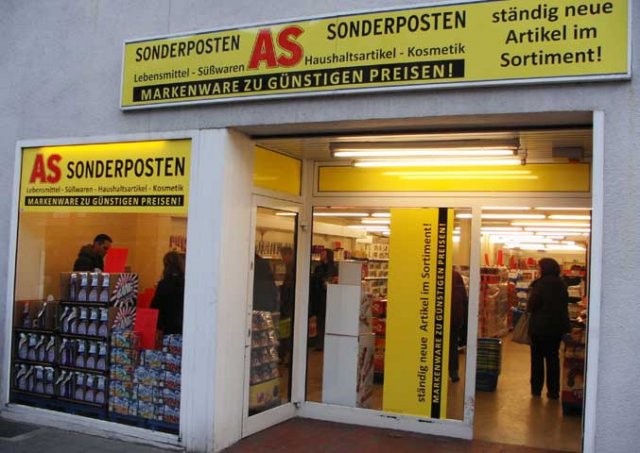 SONDERPOSTEN AS SONDERPOSTEN
Lebensmittel - Süßwaren Haushaltsartikel - Kosmetik
MARKENWARE ZU GÜNSTIGEN PREISEN!
ständig neue
Artikel im
Sortiment!
AS SONDERPOSTEN
Lebensmittel - Süßwaren - Haushaltsartikel - Kosmetik
MARKENWARE ZU GÜNSTIGEN PREISEN!
ständig neue Artikel im Sortiment!
MARKENWARE ZU GÜNSTIGEN PREISEN!